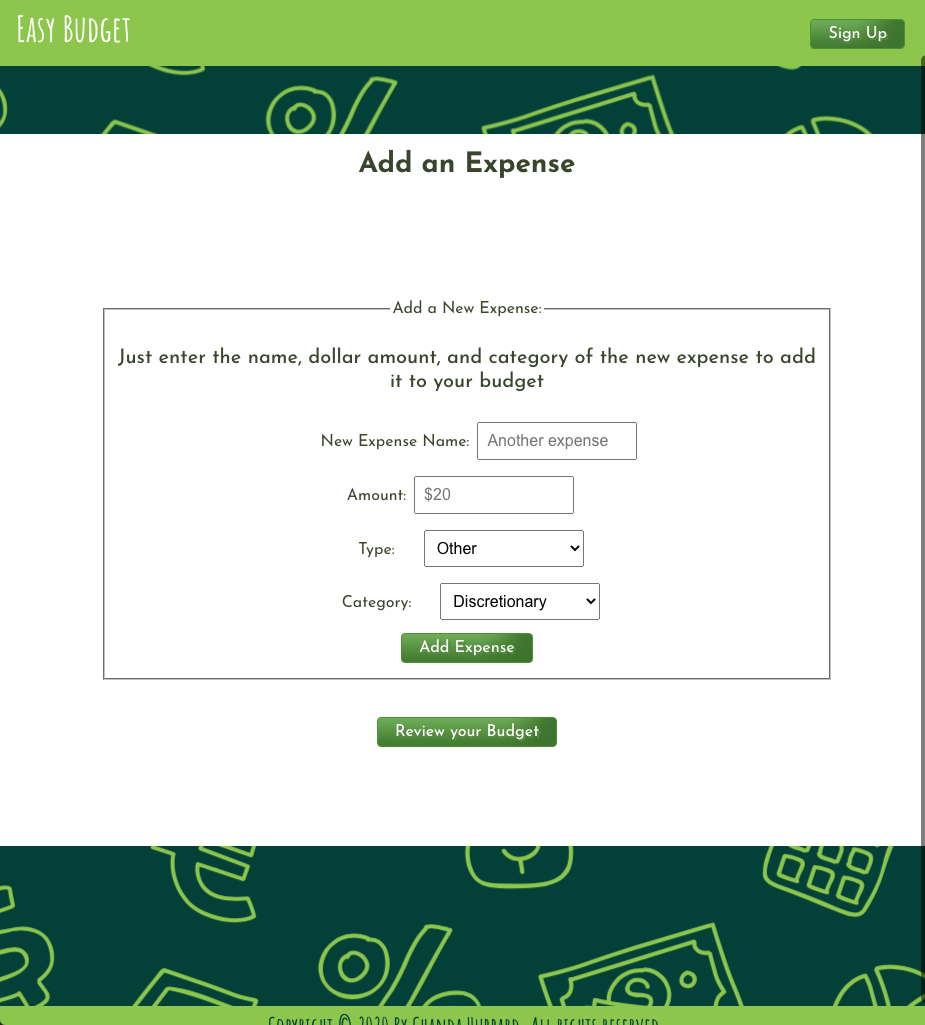 Easy Budget
Sign Up
Add an Expense
Add a New Expense:
Just enter the name, dollar amount, and category of the new expense to add
it to your budget
New Expense Name: Another expense
Amount: $20
Type: Other
Category: Discretionary
Add Expense
Review your Budget
Copyright © 2020 By Chanda Hubbard. All rights reserved